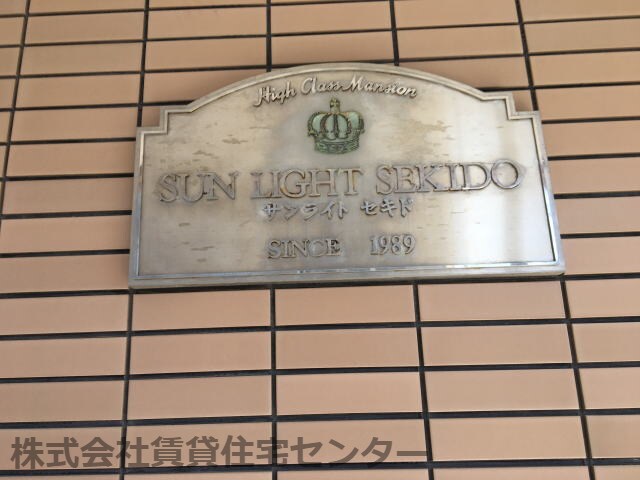 High Class Mansion
SUN LIGHT SEKIDO
サンライト セキド
SINCE 1989
株式会社賃貸住宅センター